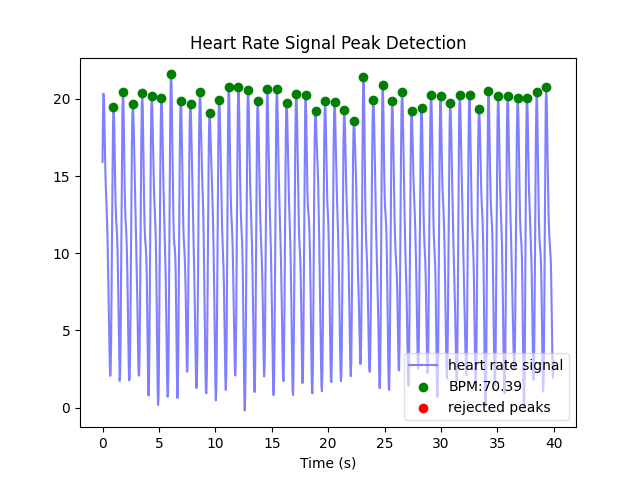 Heart Rate Signal Peak Detection
20
15
10
5
0
heart rate signal
BPM:70.39
rejected peaks
0 5 10 15 20 25 30 35 40
Time (s)